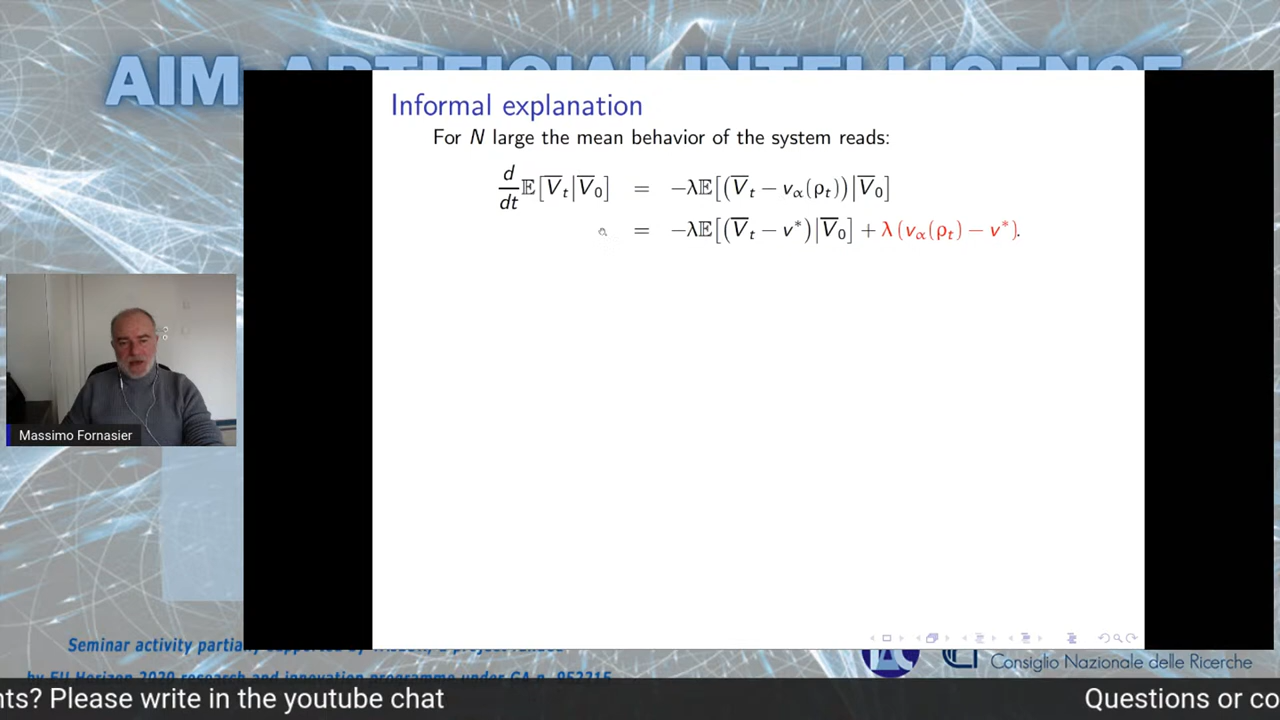 AIM ARTIFICIAL INTELLIGENCE
Informal explanation
For N large the mean behavior of the system reads:
d/dt 𝔼[V̅_t|V̅_0] = −λ𝔼[(V̅_t − v_α(ρ_t))|V̅_0]
= −λ𝔼[(V̅_t − v*)|V̅_0] + λ(v_α(ρ_t) − v*).
Massimo Fornasier
Seminar activity
Consiglio Nazionale delle Ricerche
nts? Please write in the youtube chat
Questions or co